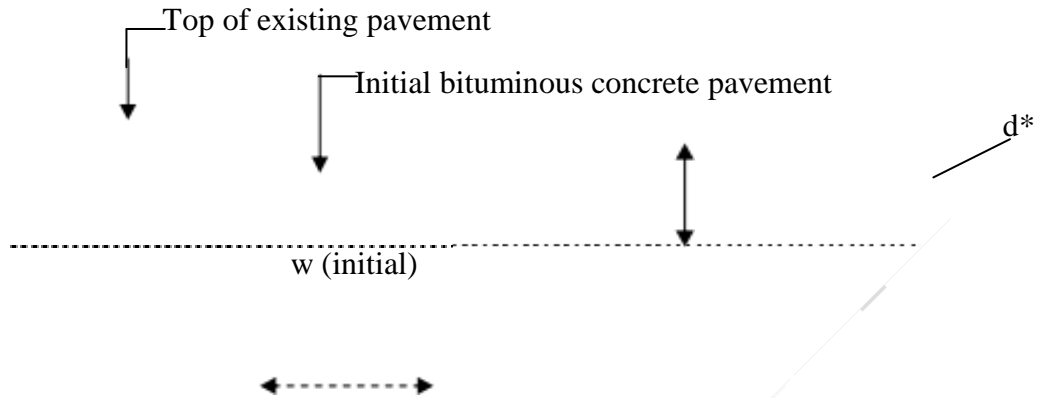 Top of existing pavement
Initial bituminous concrete pavement
d*
w (initial)